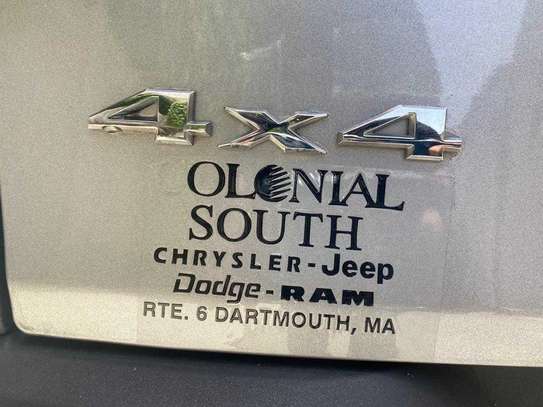 4x4
OLONIAL
SOUTH
CHRYSLER-Jeep
Dodge-RAM
RTE. 6 DARTMOUTH, MA